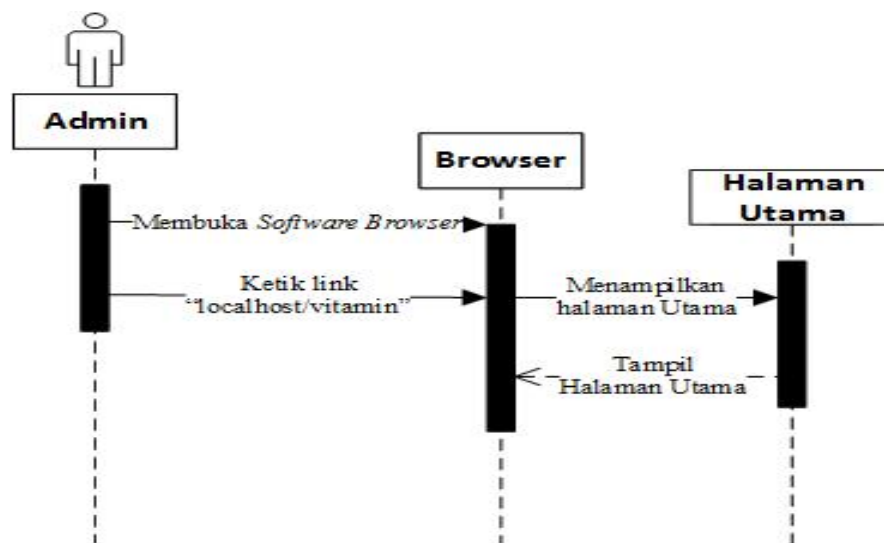 Admin
Browser
Halaman
Utama
Membuka Software Browser
Ketik link
“localhost/vitamin”
Menampilkan
halaman Utama
Tampil
Halaman Utama